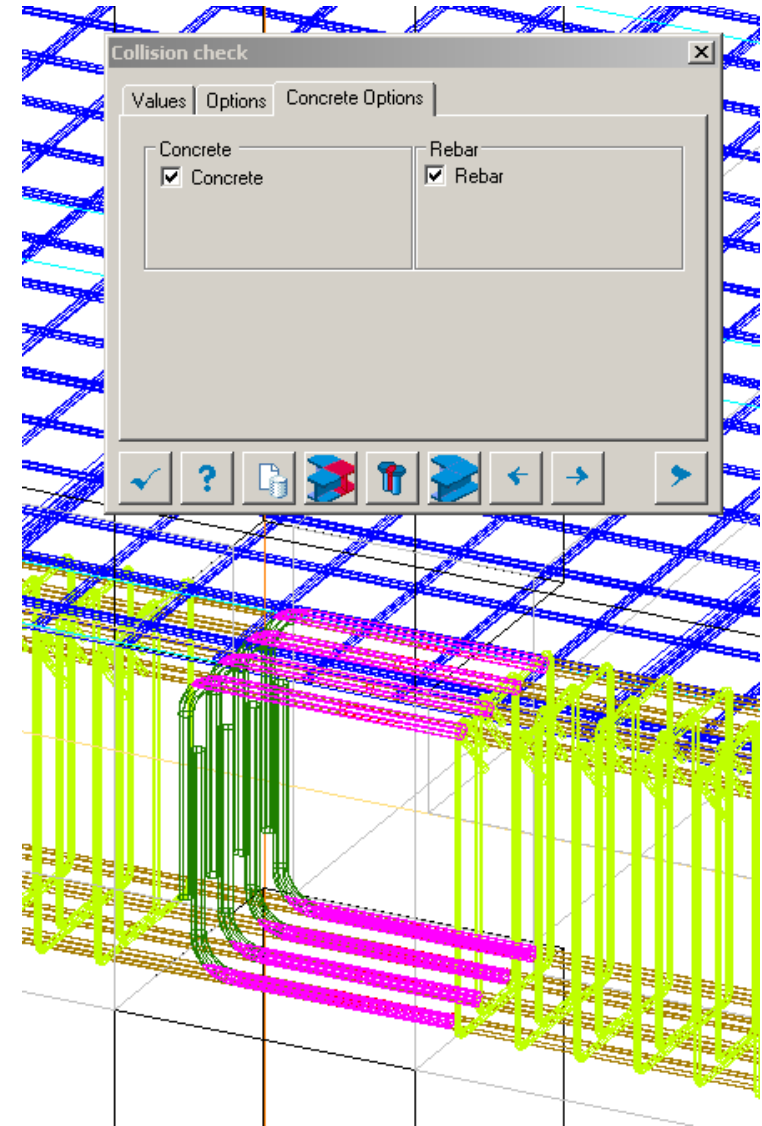 Collision check
Values Options Concrete Options
Concrete Rebar
Concrete Rebar
?